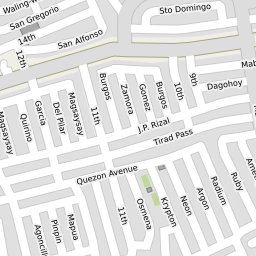 Waling-w
San Gregorio
14th
12th
San Alfonso
Sto Domingo
Mab
Dagohoy
9th
10th
Burgos
Gomez
Zamora
Burgos
11th
Magsaysay
Del Pilar
Garcia
Quirino
Magsaysay
J.P. Rizal
Tirad Pass
Quezon Avenue
Ame
Ruby
Radium
Argon
Neon
Krypton
Osmena
11th
Mapua
Pinpin
Agoncill